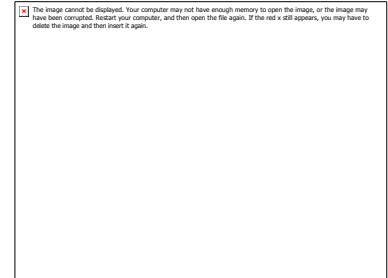 The image cannot be displayed. Your computer may not have enough memory to open the image, or the image may
have been corrupted. Restart your computer, and then open the file again. If the red x still appears, you may have to
delete the image and then insert it again.